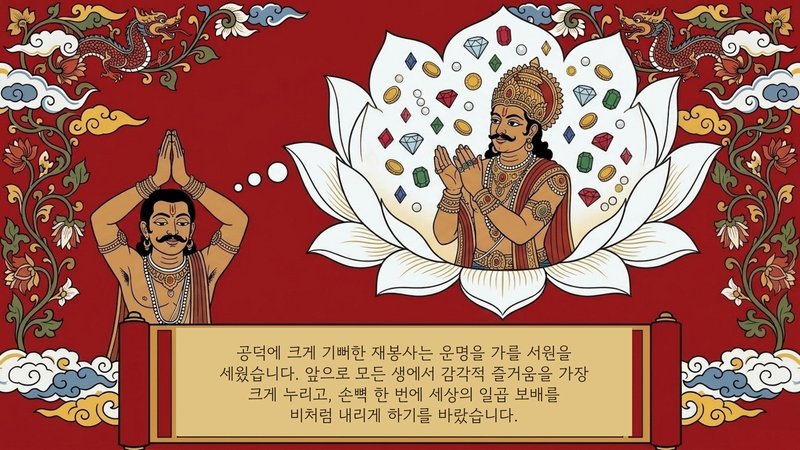 공덕에 크게 기뻐한 재봉사는 운명을 가를 서원을
세웠습니다. 앞으로 모든 생에서 감각적 즐거움을 가장
크게 누리고, 손뼉 한 번에 세상의 일곱 보배를
비처럼 내리게 하기를 바랐습니다.